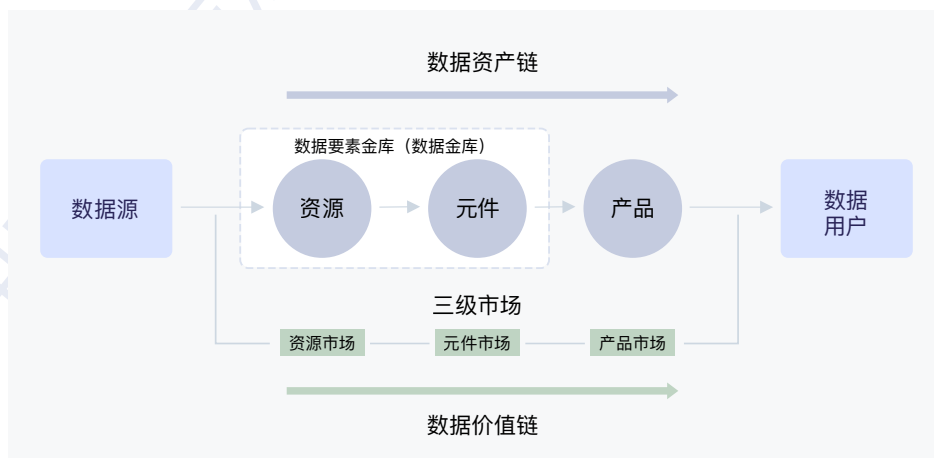 数据资产链
数据要素金库（数据金库）
数据源
资源
元件
产品
数据
用户
三级市场
资源市场
元件市场
产品市场
数据价值链